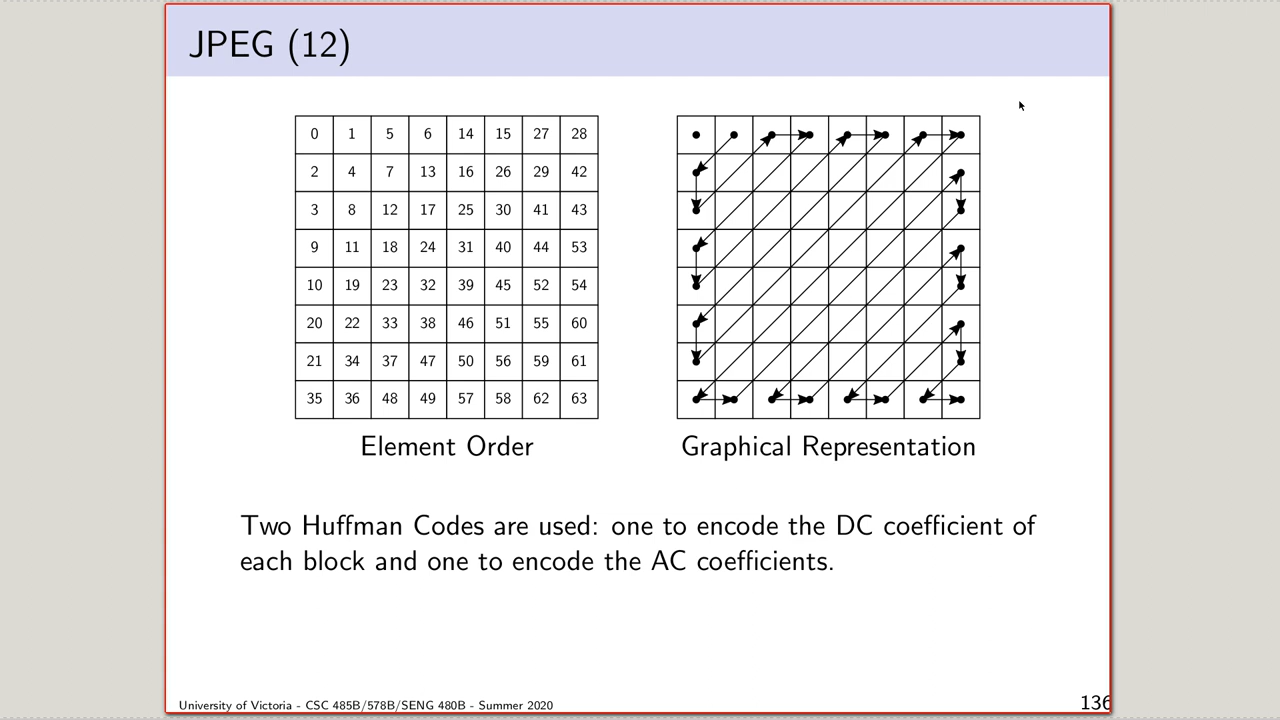 JPEG (12)
0 1 5 6 14 15 27 28
2 4 7 13 16 26 29 42
3 8 12 17 25 30 41 43
9 11 18 24 31 40 44 53
10 19 23 32 39 45 52 54
20 22 33 38 46 51 55 60
21 34 37 47 50 56 59 61
35 36 48 49 57 58 62 63
Element Order
Graphical Representation
Two Huffman Codes are used: one to encode the DC coefficient of
each block and one to encode the AC coefficients.
University of Victoria - CSC 485B/578B/SENG 480B - Summer 2020
136